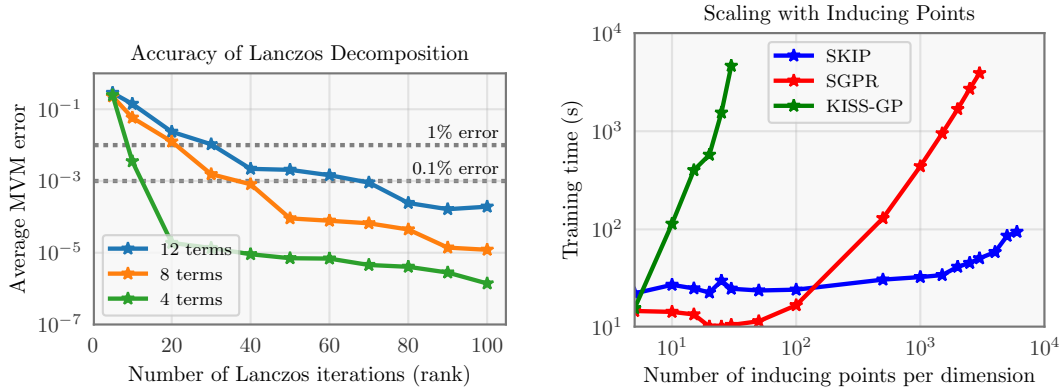 Accuracy of Lanczos Decomposition
Average MVM error
10^−1
10^−3
10^−5
10^−7
1% error
0.1% error
12 terms
8 terms
4 terms
0 20 40 60 80 100
Number of Lanczos iterations (rank)
Scaling with Inducing Points
Training time (s)
10^4
10^3
10^2
10^1
SKIP
SGPR
KISS-GP
10^1 10^2 10^3 10^4
Number of inducing points per dimension